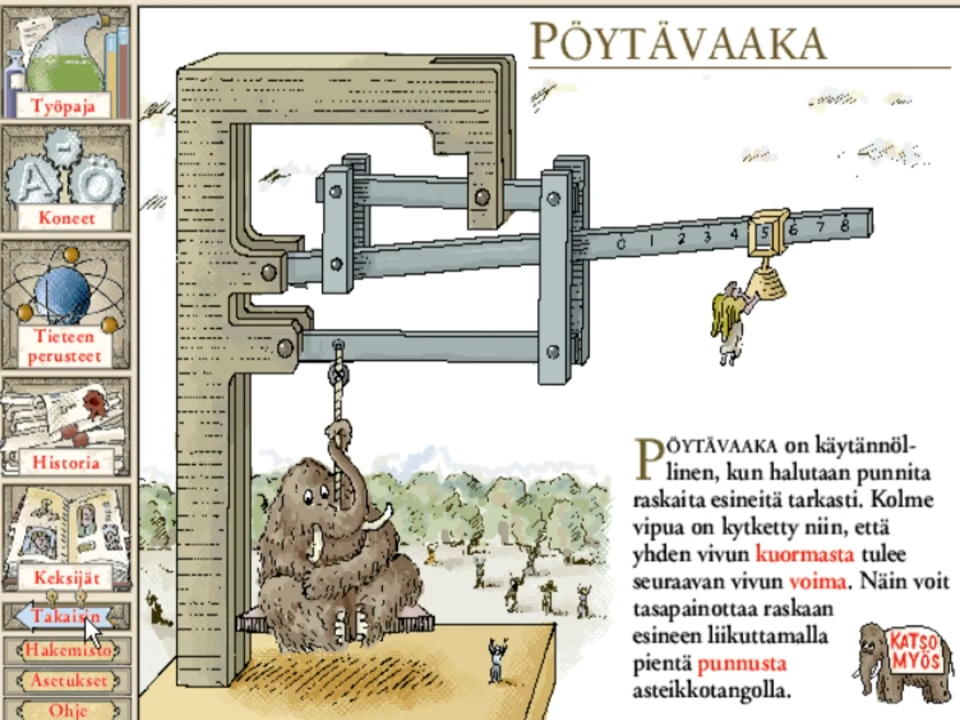 PÖYTÄVAAKA
Työpaja
A - Ö
Koneet
Tieteen
perusteet
Historia
Keksijät
Takaisin
Hakemisto
Asetukset
Ohje
0 1 2 3 4 5 6 7 8
PÖYTÄVAAKA on käytännöl-
linen, kun halutaan punnita
raskaita esineitä tarkasti. Kolme
vipua on kytketty niin, että
yhden vivun kuormasta tulee
seuraavan vivun voima. Näin voit
tasapainottaa raskaan
esineen liikuttamalla
pientä punnusta
asteikkotangolla.
KATSO
MYÖS